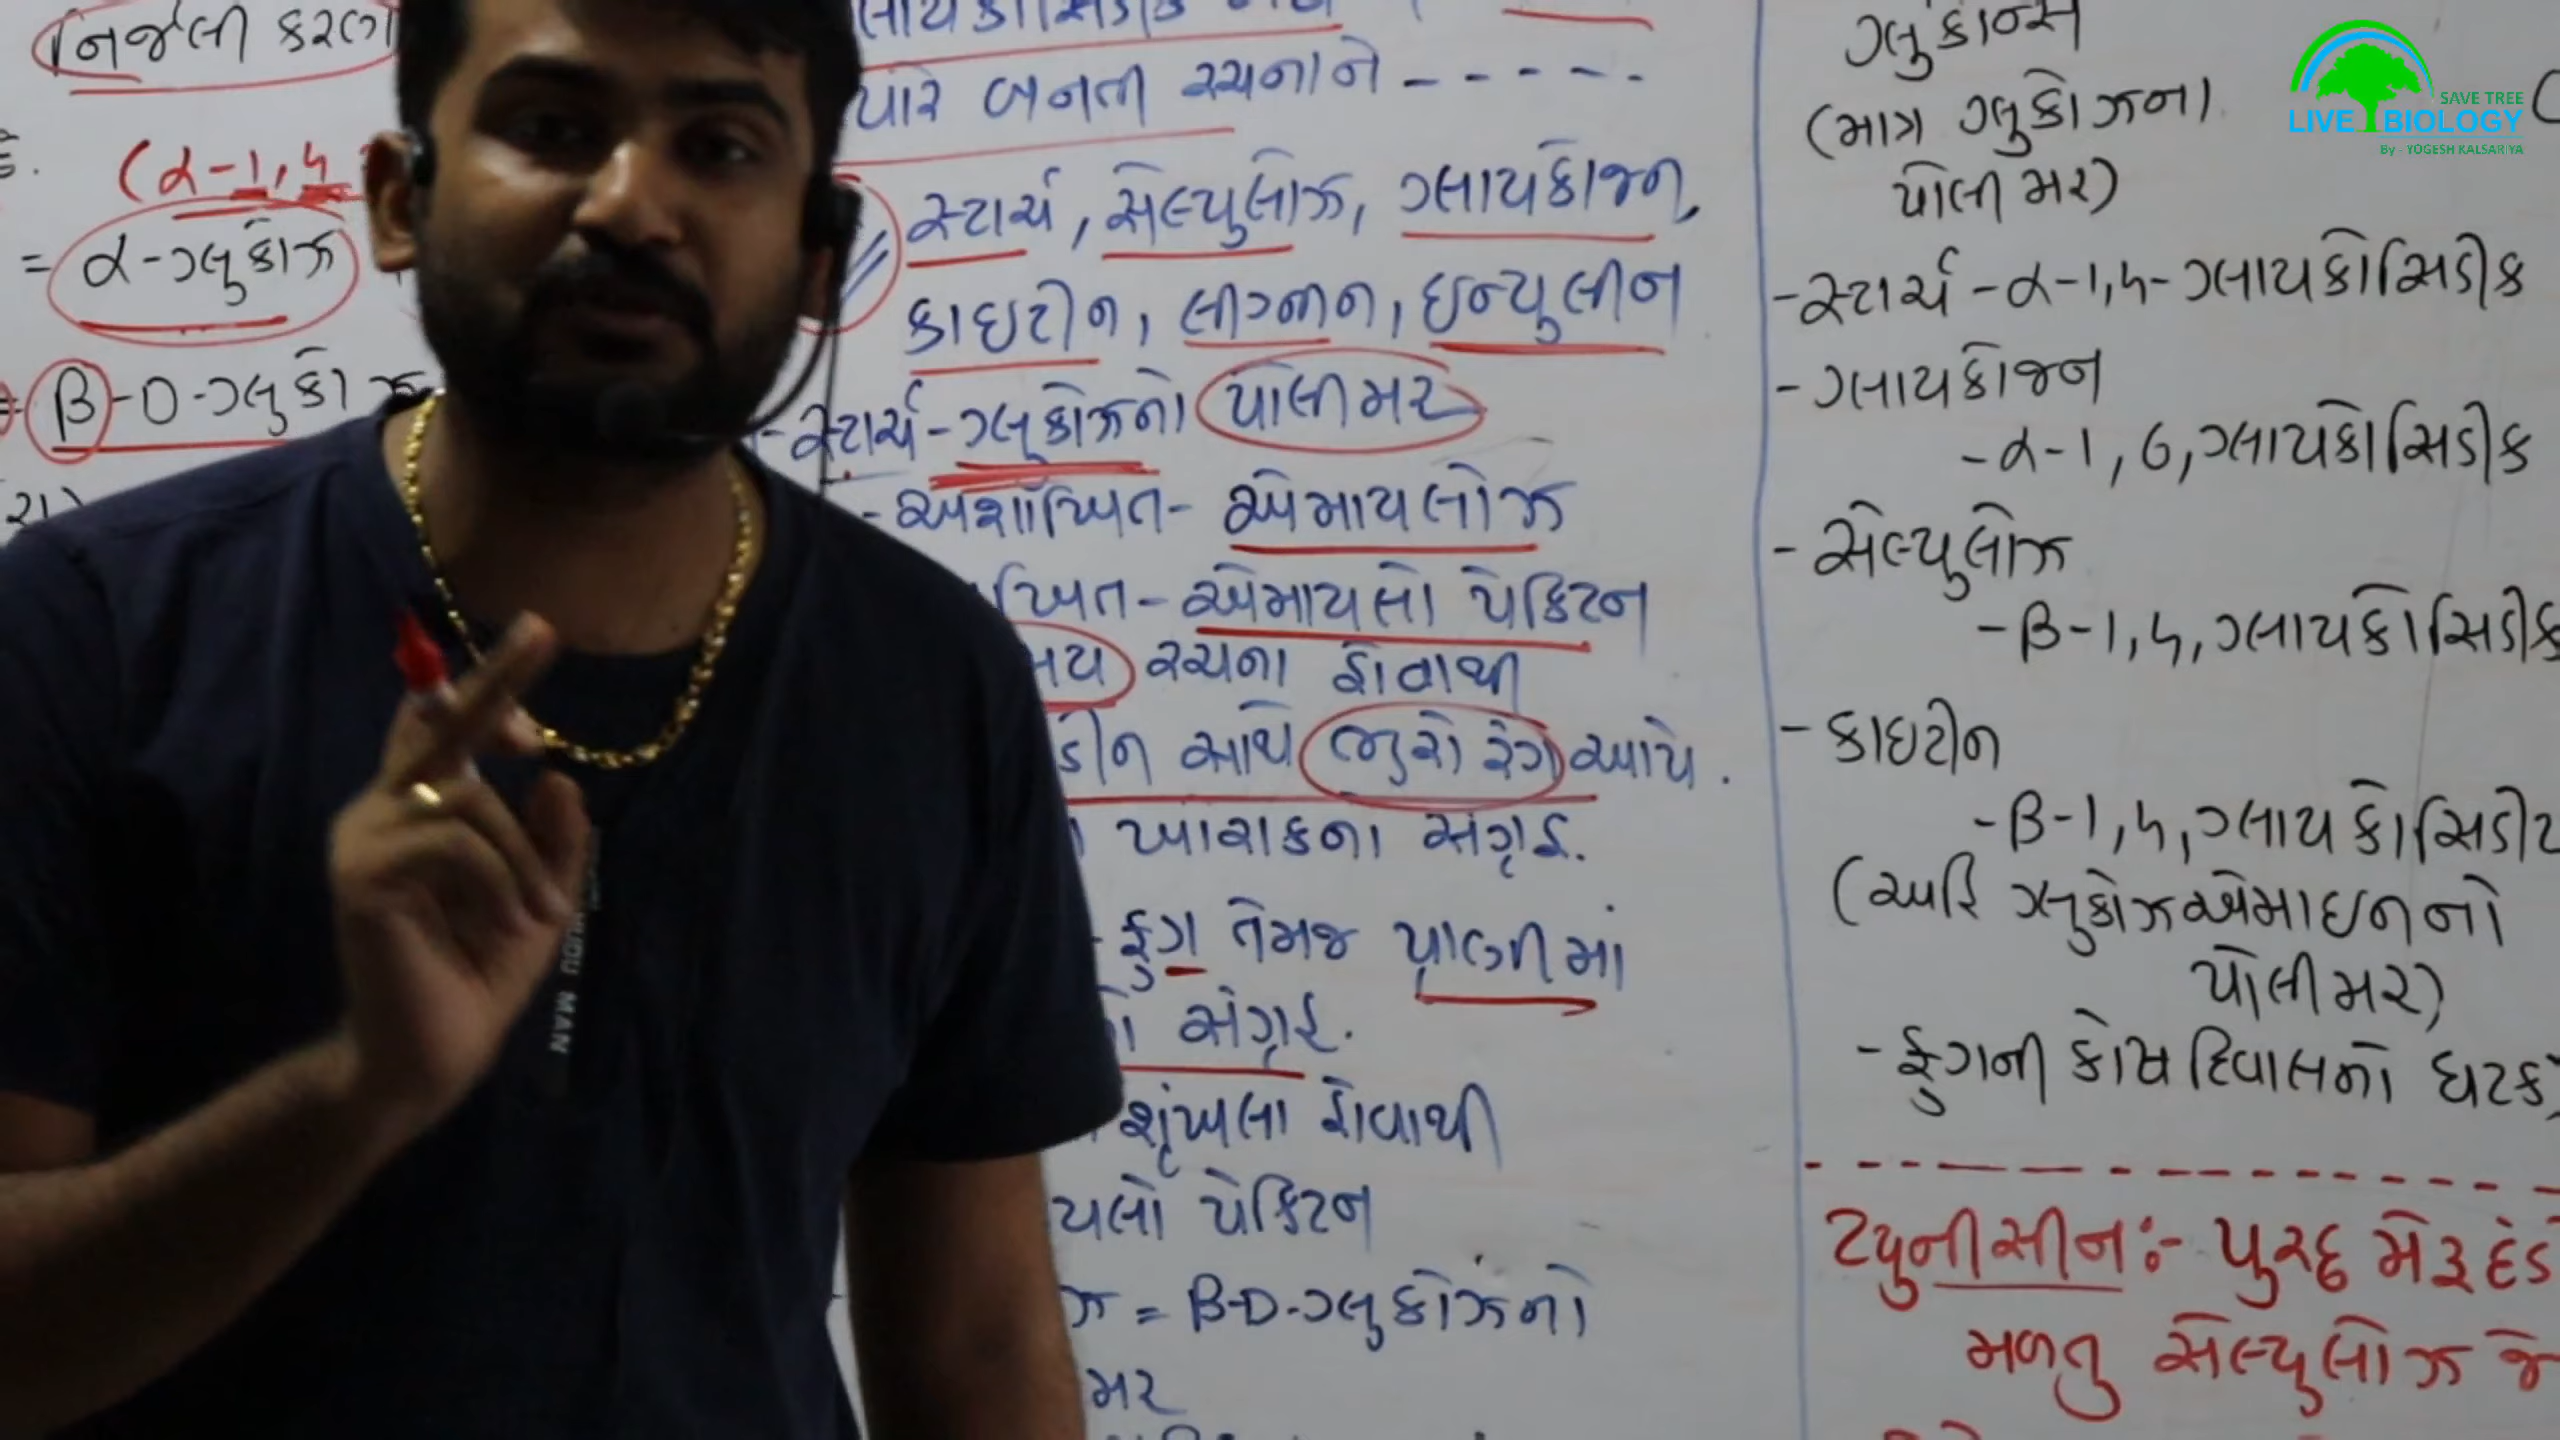 નિર્જલીકરણ
(α-1,4
= α-ગ્લુકોઝ
β-D-ગ્લુકોઝ
રચનાને - - - - -
સ્ટાર્ચ, સેલ્યુલોઝ, ગ્લાયકોજન,
કાઇટીન, લીગ્નીન, ઇન્યુલીન
-સ્ટાર્ચ-ગ્લુકોઝનો પોલીમર
-અશાખિત- એમાયલોઝ
ખિત-એમાયલો પેક્ટિન
મય રચના હોવાથી
ડીન સાથે ભુરો રંગ આપે.
ખોરાકના સંગ્રહ.
-ફુગ તેમજ પ્રાણીમાં
નો સંગ્રહ.
શૃંખલા હોવાથી
યલો પેક્ટિન
ઝ = β-D-ગ્લુકોઝનો
મર
ગ્લુકાન્સ
(માત્ર ગ્લુકોઝના
પોલીમર)
-સ્ટાર્ચ-α-1,4-ગ્લાયકોસિડીક
-ગ્લાયકોજન
-α-1,6,ગ્લાયકોસિડીક
-સેલ્યુલોઝ
-β-1,4,ગ્લાયકોસિડીક
-કાઇટીન
-β-1,4,ગ્લાયકોસિડીક
(અહિ ગ્લુકોઝએમાઇનનો
પોલીમર)
-ફુગની કોષ દિવાલનો ઘટક
ટયુનીસીન:- પુચ્છ મેરૂદંડ
મળતુ સેલ્યુલોઝ જે
SAVE TREE
LIVE BIOLOGY
By - YOGESH KALSARIYA